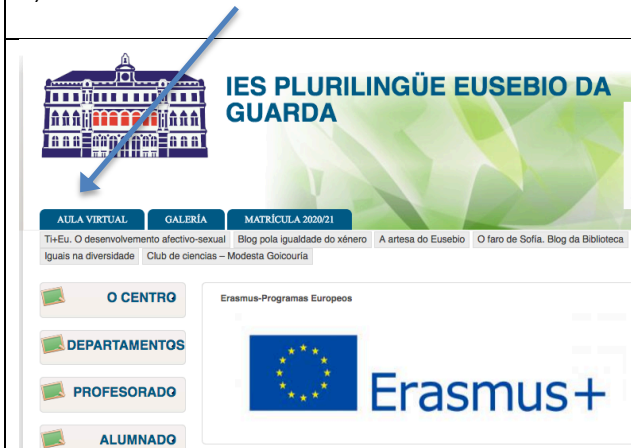 IES PLURILINGÜE EUSEBIO DA
GUARDA
AULA VIRTUAL GALERÍA MATRÍCULA 2020/21
Ti+Eu. O desenvolvemento afectivo-sexual Blog pola igualdade do xénero A artesa do Eusebio O faro de Sofía. Blog da Biblioteca
Iguais na diversidade Club de ciencias – Modesta Goicouría
O CENTRO
Erasmus-Programas Europeos
DEPARTAMENTOS
Erasmus+
PROFESORADO
ALUMNADO